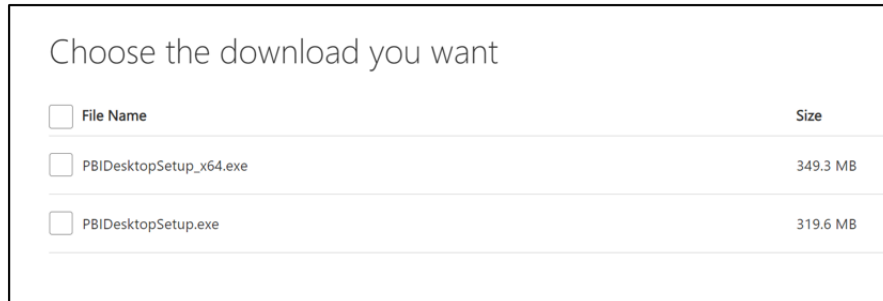 Choose the download you want
File Name Size
PBIDesktopSetup_x64.exe 349.3 MB
PBIDesktopSetup.exe 319.6 MB